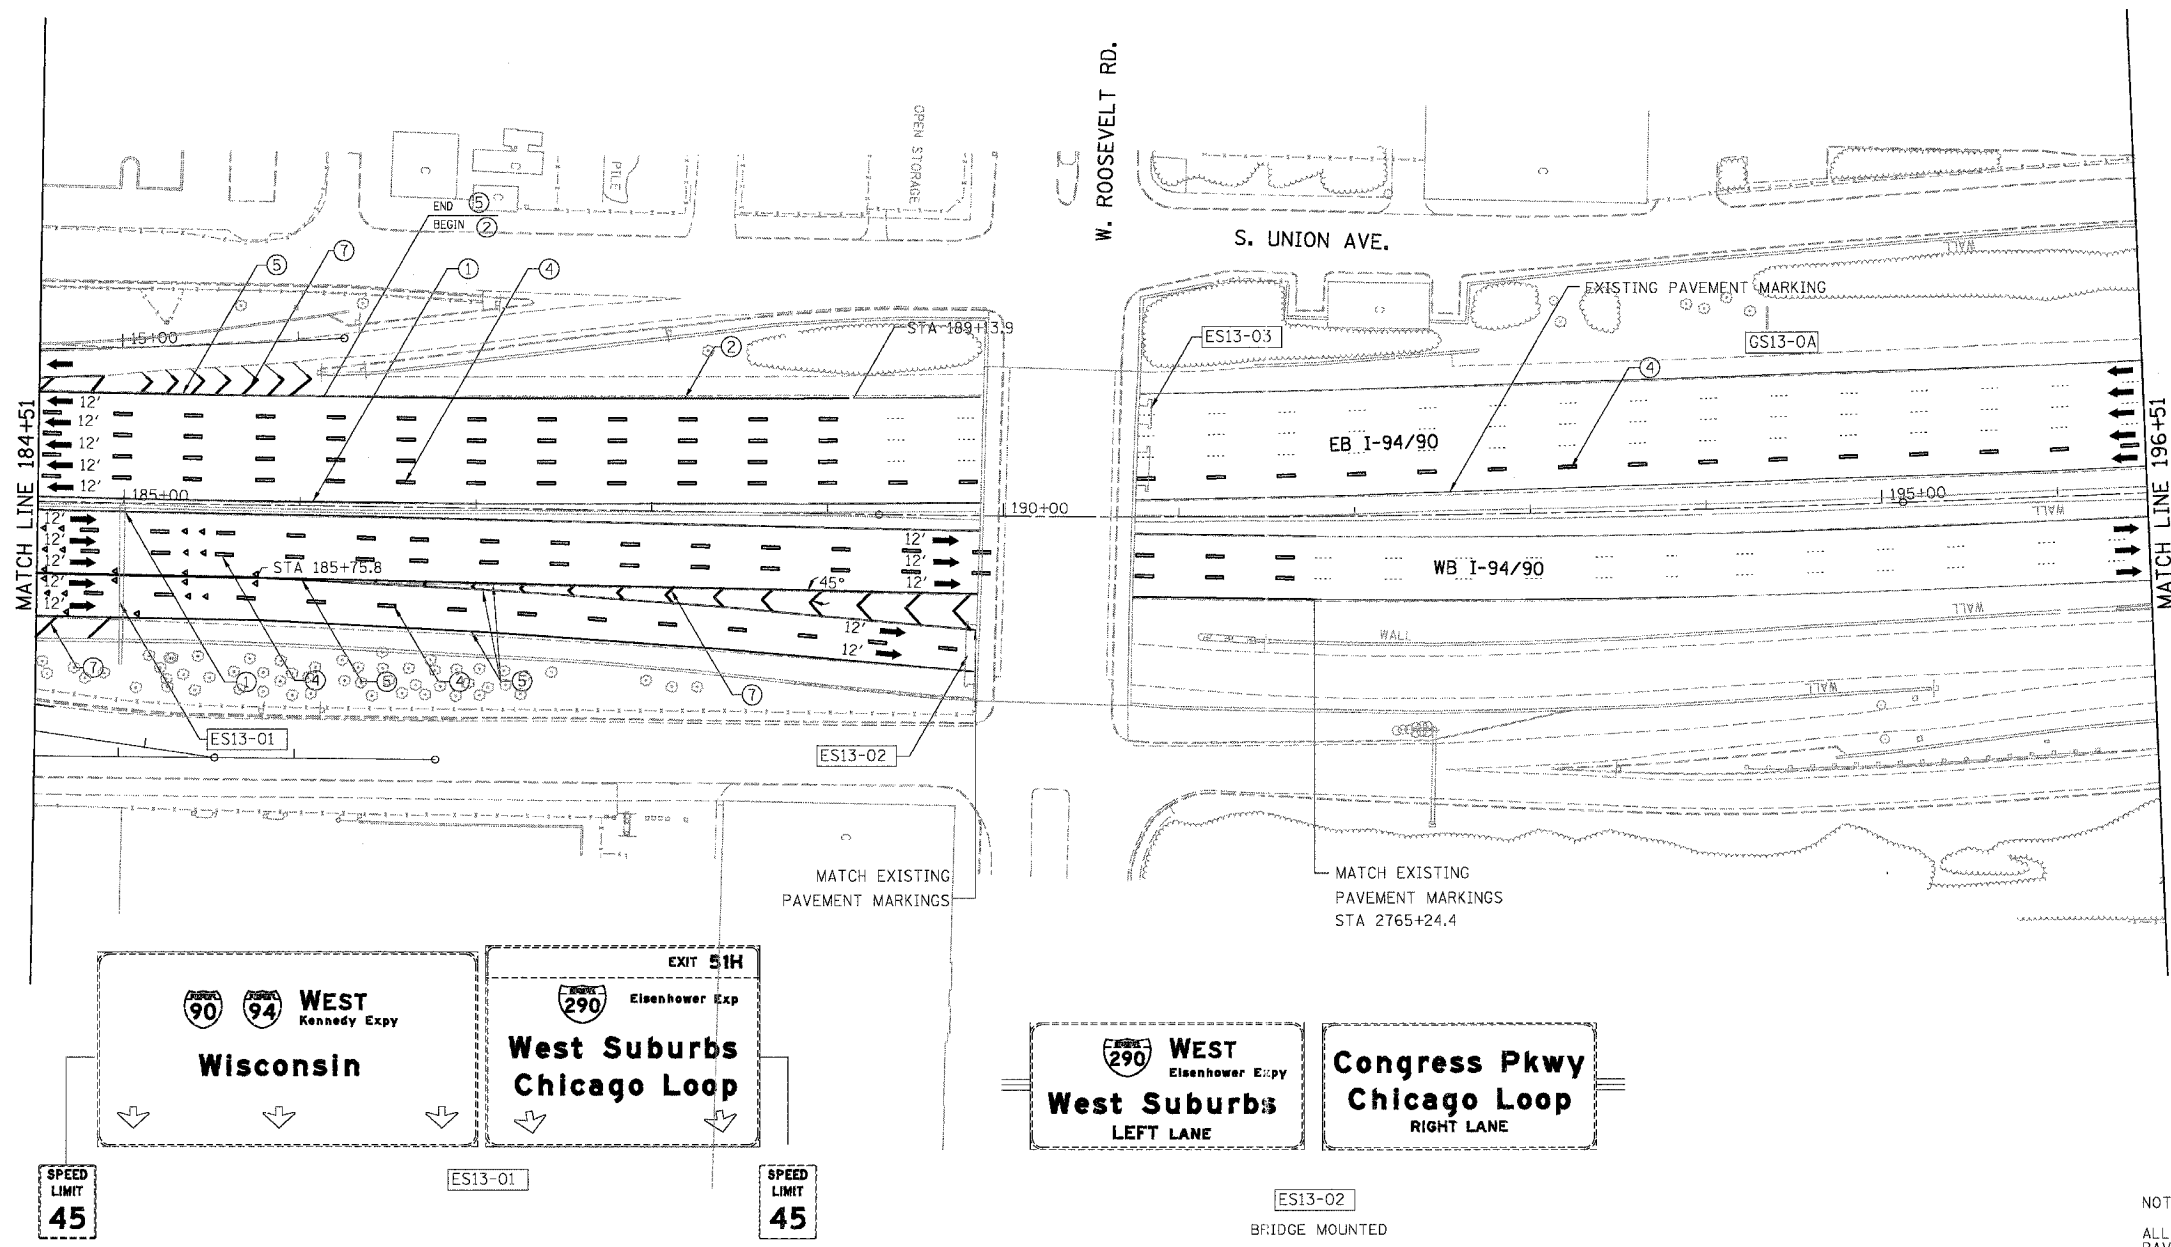 W. ROOSEVELT RD.
S. UNION AVE.
OPEN STORAGE
PILE
C
C
C
C
C
C
END 5
BEGIN 2
5
7
1
4
2
15+00
STA 189+13.9
EXISTING PAVEMENT MARKING
ES13-03
GS13-0A
4
WALL
MATCH LINE 184+51
MATCH LINE 196+51
12'
12'
12'
12'
12'
EB I-94/90
185+00
190+00
195+00
WALL
12'
12'
12'
12'
12'
12'
12'
12'
STA 185+75.8
45°
WB I-94/90
12'
12'
WALL
WALL
WALL
7
1
4
5
4
5
7
ES13-01
ES13-02
MATCH EXISTING
PAVEMENT MARKINGS
MATCH EXISTING
PAVEMENT MARKINGS
STA 2765+24.4
90 94 WEST
Kennedy Expy
Wisconsin
EXIT 51H
290 Eisenhower Exp
West Suburbs
Chicago Loop
SPEED
LIMIT
45
SPEED
LIMIT
45
ES13-01
290 WEST
Eisenhower Expy
West Suburbs
LEFT LANE
Congress Pkwy
Chicago Loop
RIGHT LANE
ES13-02
BRIDGE MOUNTED
NOT
ALL